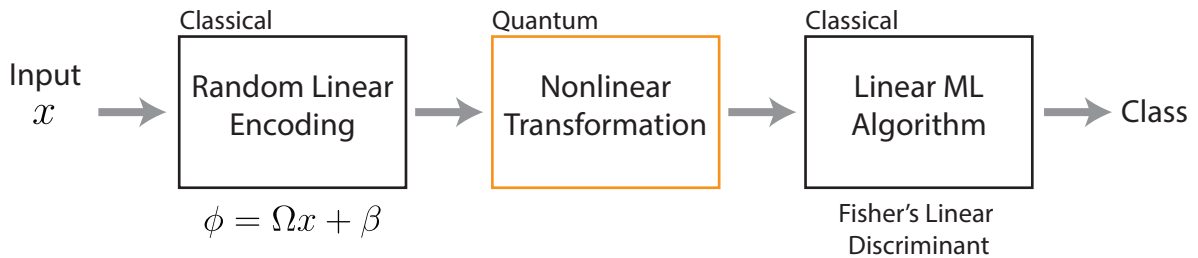 Input
x
Classical
Random Linear
Encoding
ϕ = Ωx + β
Quantum
Nonlinear
Transformation
Classical
Linear ML
Algorithm
Fisher's Linear
Discriminant
Class